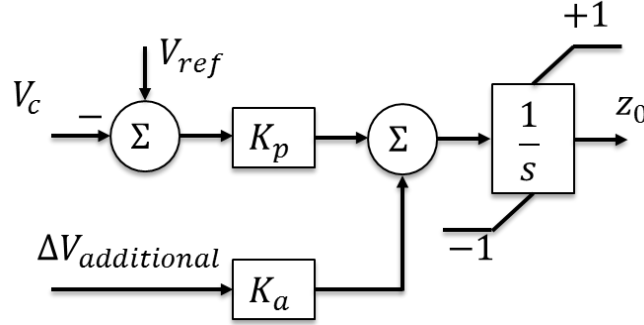 +1
V_ref
V_c
−
Σ
K_p
Σ
1/s
z_0
−1
ΔV_additional
K_a